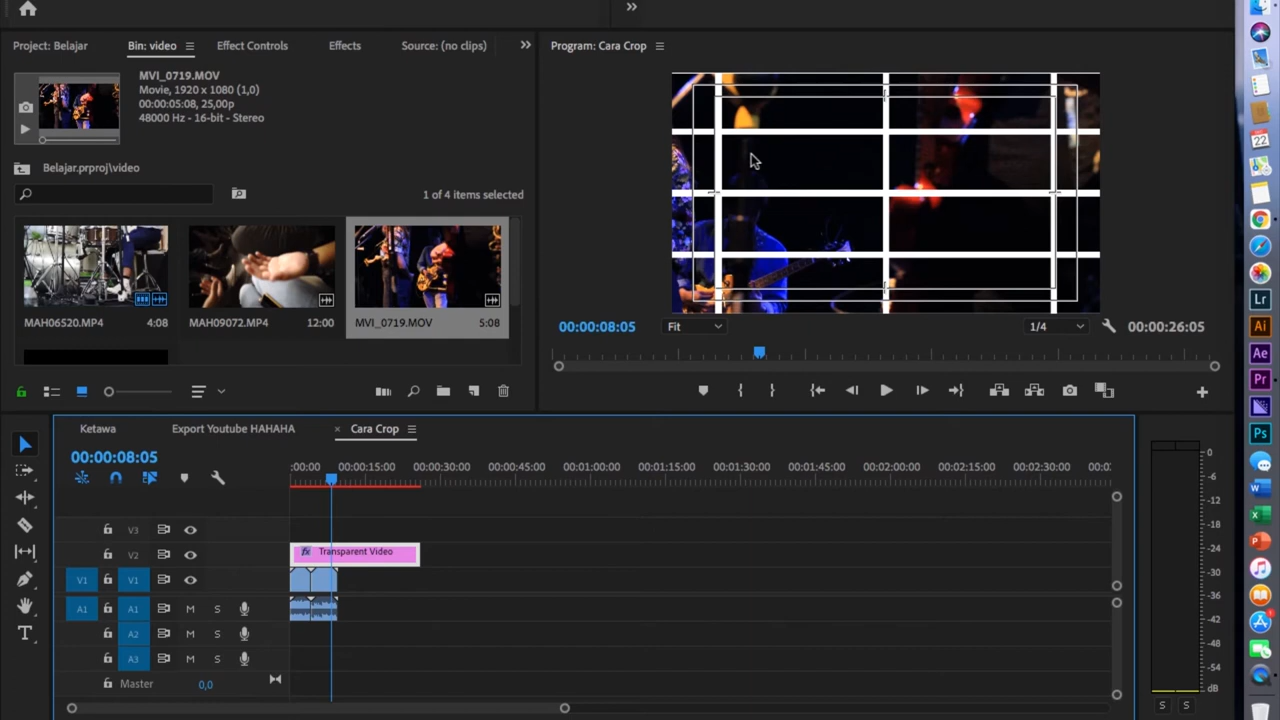 Project: Belajar
Bin: video
Effect Controls
Effects
Source: (no clips)
Program: Cara Crop
MVI_0719.MOV
Movie, 1920 x 1080 (1,0)
00:00:05:08, 25,00p
48000 Hz - 16-bit - Stereo
Belajar.prproj\video
1 of 4 items selected
MAH06520.MP4 4:08
MAH09072.MP4 12:00
MVI_0719.MOV 5:08
00:00:08:05
Fit
1/4
00:00:26:05
Ketawa
Export Youtube HAHAHA
× Cara Crop
00:00:08:05
:00:00 00:00:15:00 00:00:30:00 00:00:45:00 00:01:00:00 00:01:15:00 00:01:30:00 00:01:45:00 00:02:00:00 00:02:15:00 00:02:30:00
V3
V2
fx Transparent Video
V1 V1
A1 A1 M S
A2 M S
A3 M S
Master 0,0
0
-6
-12
-18
-24
-30
-36
-42
-48
-54
dB
S S
22
Lr
Ai
Ae
Pr
Ps